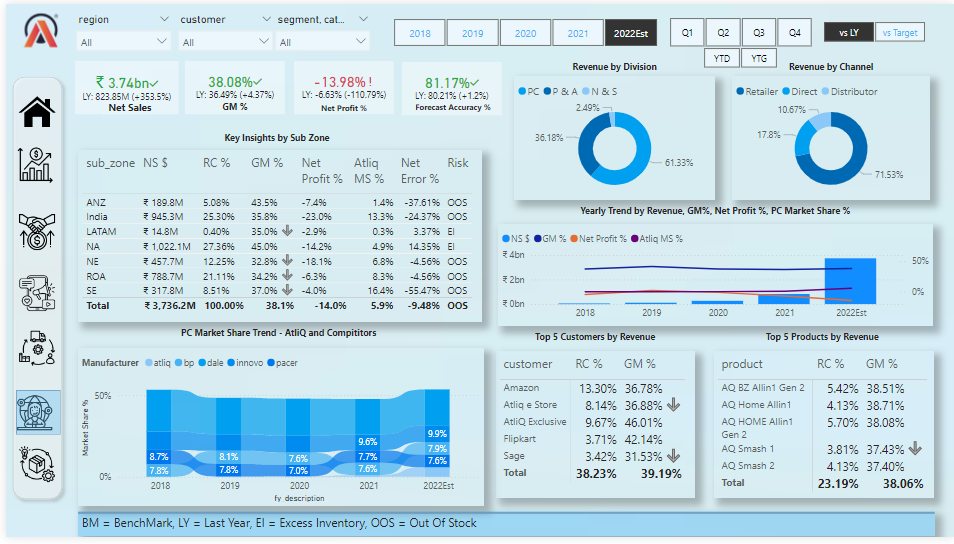 region customer segment, cat...
All All All
2018 2019 2020 2021 2022Est
Q1 Q2 Q3 Q4
YTD YTG
vs LY vs Target
₹ 3.74bn✓
LY: 823.85M (+353.5%)
Net Sales
38.08%✓
LY: 36.49% (+4.37%)
GM %
-13.98% !
LY: -6.63% (-110.79%)
Net Profit %
81.17%✓
LY: 80.21% (+1.2%)
Forecast Accuracy %
Revenue by Division
PC P & A N & S
2.49%
36.18%
61.33%
Revenue by Channel
Retailer Direct Distributor
10.67%
17.8%
71.53%
Key Insights by Sub Zone
sub_zone NS $ RC % GM % Net Profit % Atliq MS % Net Error % Risk
ANZ ₹ 189.8M 5.08% 43.5% -7.4% 1.4% -37.61% OOS
India ₹ 945.3M 25.30% 35.8% -23.0% 13.3% -24.37% OOS
LATAM ₹ 14.8M 0.40% 35.0% -2.9% 0.3% 3.37% EI
NA ₹ 1,022.1M 27.36% 45.0% -14.2% 4.9% 14.35% EI
NE ₹ 457.7M 12.25% 32.8% -18.1% 6.8% -4.56% OOS
ROA ₹ 788.7M 21.11% 34.2% -6.3% 8.3% -4.56% OOS
SE ₹ 317.8M 8.51% 37.0% -4.0% 16.4% -55.47% OOS
Total ₹ 3,736.2M 100.00% 38.1% -14.0% 5.9% -9.48% OOS
Yearly Trend by Revenue, GM%, Net Profit %, PC Market Share %
NS $ GM % Net Profit % Atliq MS %
₹ 4bn
₹ 2bn
₹ 0bn
50%
0%
2018 2019 2020 2021 2022Est
PC Market Share Trend - AtliQ and Compititors
Manufacturer atliq bp dale innovo pacer
Market Share %
50%
0%
8.7% 7.8%
8.1% 7.8%
7.6% 7.0%
9.6% 7.7% 7.6%
9.9% 7.9% 7.6%
2018 2019 2020 2021 2022Est
fy_description
Top 5 Customers by Revenue
customer RC % GM %
Amazon 13.30% 36.78%
Atliq e Store 8.14% 36.88%
AtliQ Exclusive 9.67% 46.01%
Flipkart 3.71% 42.14%
Sage 3.42% 31.53%
Total 38.23% 39.19%
Top 5 Products by Revenue
product RC % GM %
AQ BZ Allin1 Gen 2 5.42% 38.51%
AQ Home Allin1 4.13% 38.71%
AQ HOME Allin1 Gen 2 5.70% 38.08%
AQ Smash 1 3.81% 37.43%
AQ Smash 2 4.13% 37.40%
Total 23.19% 38.06%
BM = BenchMark, LY = Last Year, EI = Excess Inventory, OOS = Out Of Stock